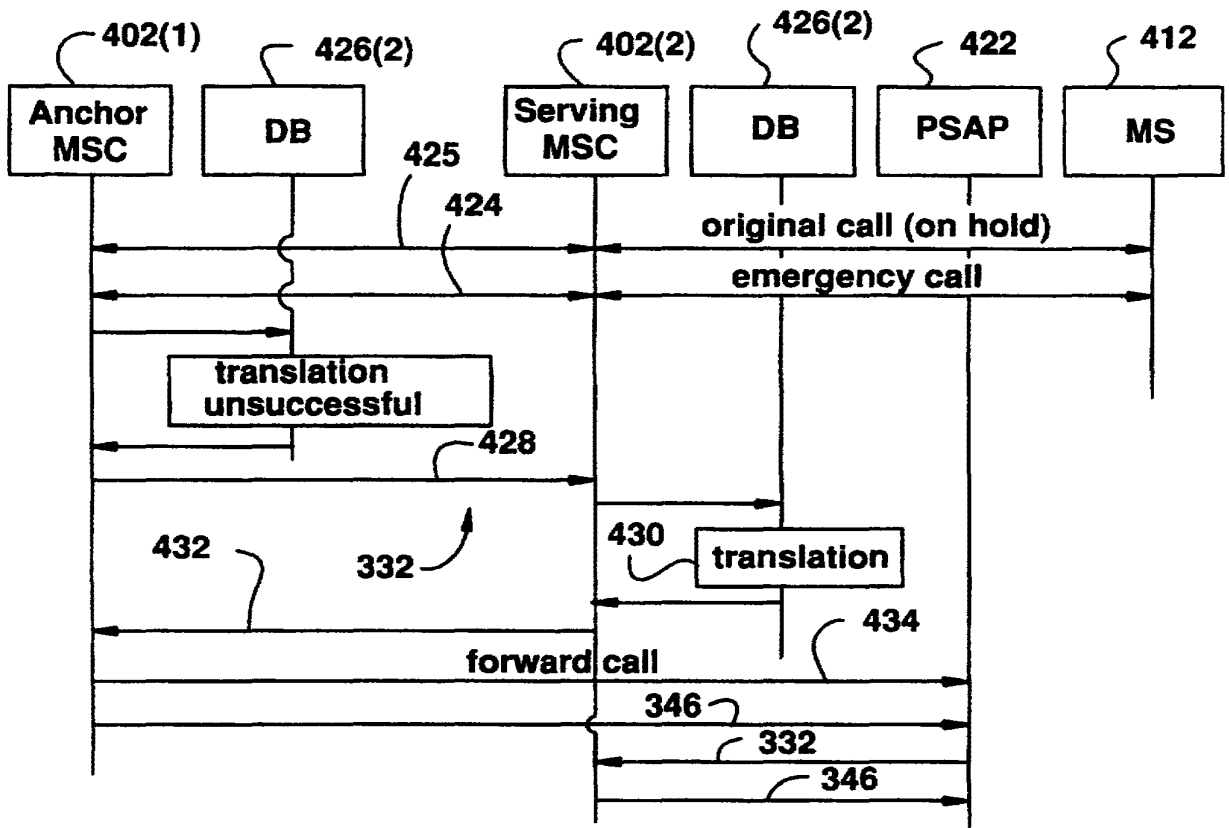 402(1)
426(2)
402(2)
426(2)
422
412
Anchor
MSC
DB
Serving
MSC
DB
PSAP
MS
425
424
original call (on hold)
emergency call
translation
unsuccessful
428
332
430
translation
432
434
forward call
346
332
346